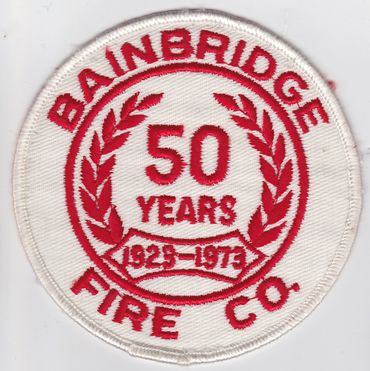 BAINBRIDGE
50
YEARS
1923-1973
FIRE CO.